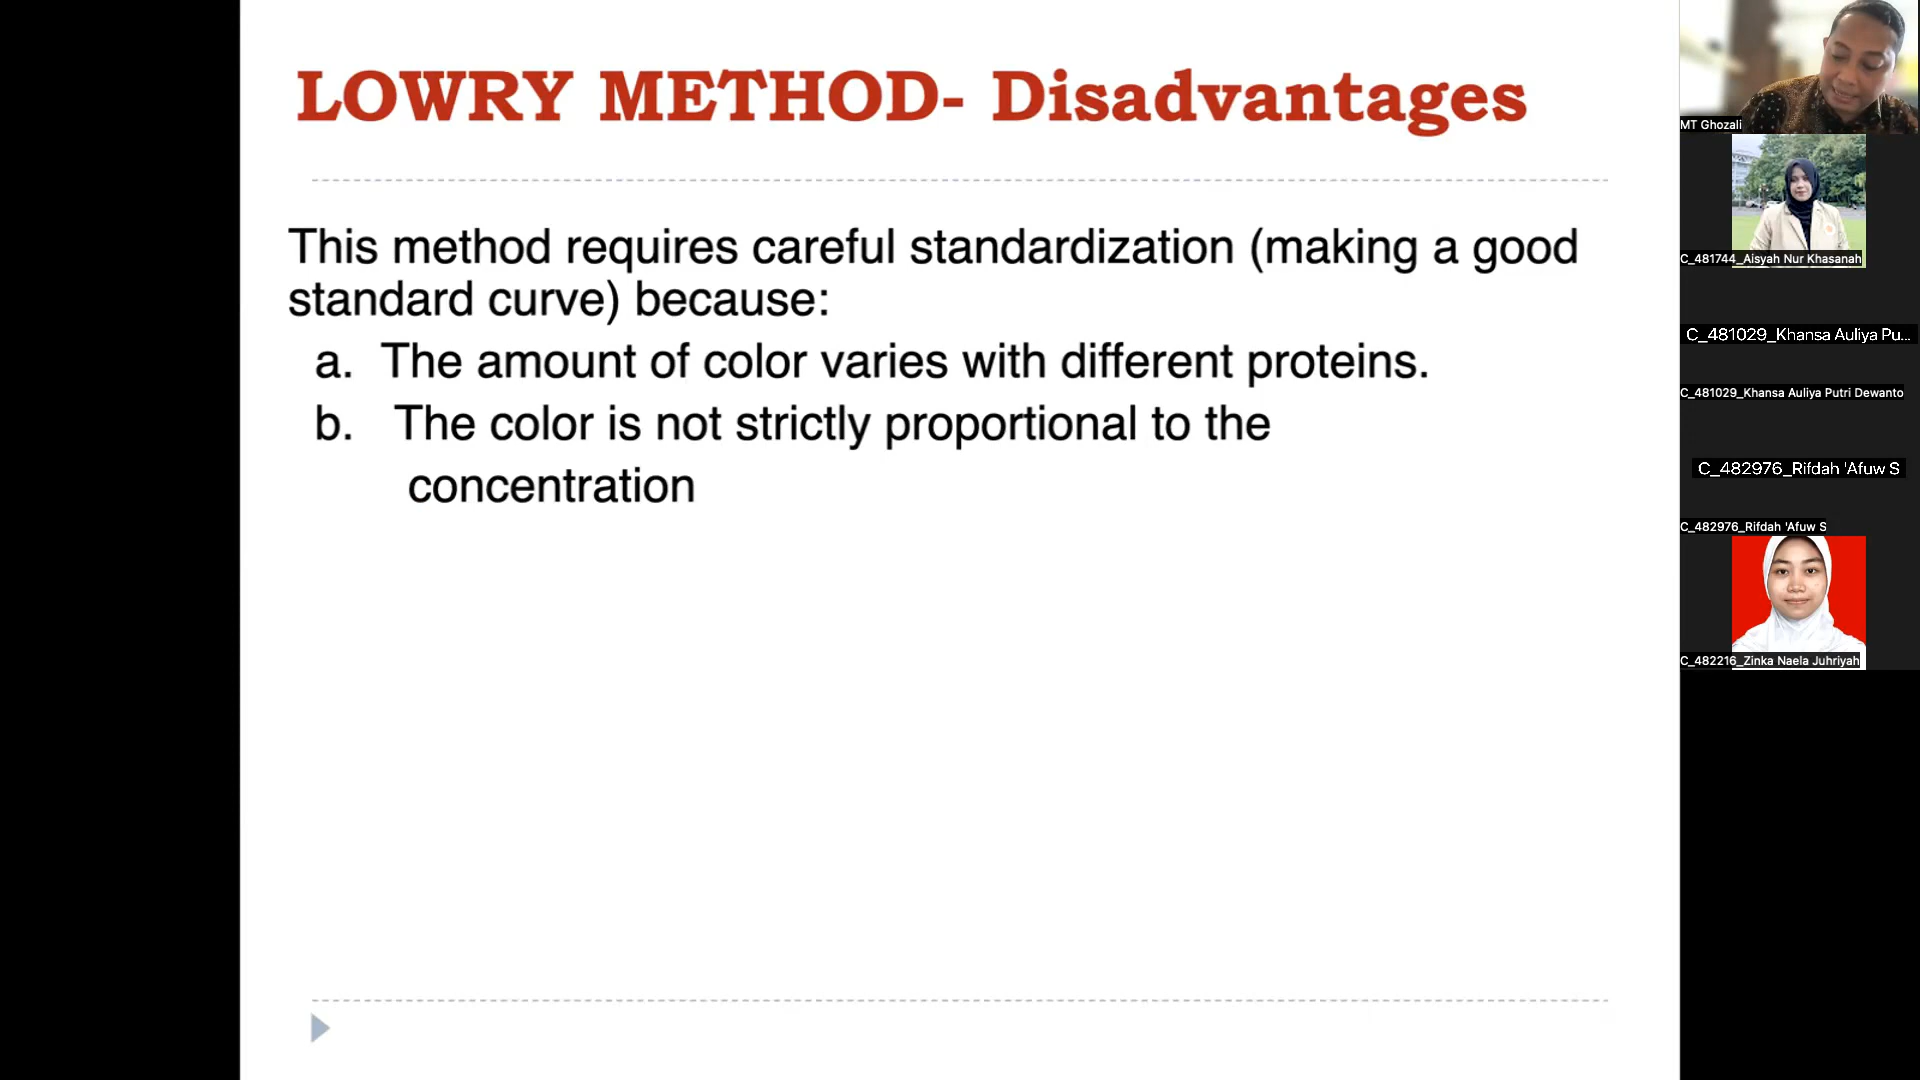 LOWRY METHOD- Disadvantages
This method requires careful standardization (making a good
standard curve) because:
a. The amount of color varies with different proteins.
b. The color is not strictly proportional to the
concentration
MT Ghozali
C_481744_Aisyah Nur Khasanah
C_481029_Khansa Auliya Pu...
C_481029_Khansa Auliya Putri Dewanto
C_482976_Rifdah 'Afuw S
C_482976_Rifdah 'Afuw S
C_482216_Zinka Naela Juhriyah